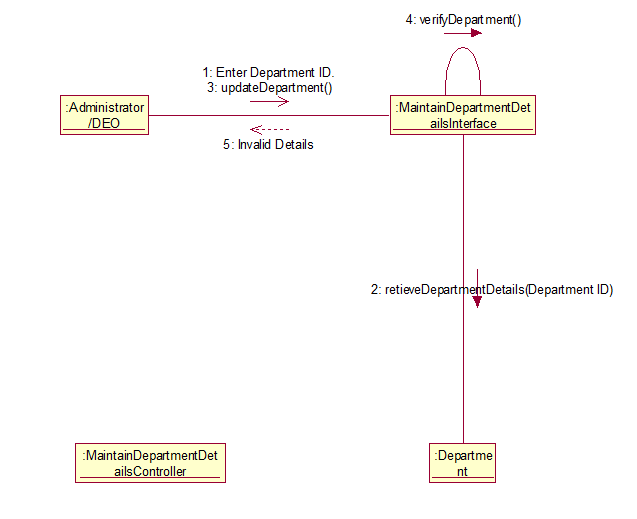 4: verifyDepartment()
1: Enter Department ID.
3: updateDepartment()
:Administrator
/DEO
:MaintainDepartmentDet
ailsInterface
5: Invalid Details
2: retieveDepartmentDetails(Department ID)
:MaintainDepartmentDet
ailsController
:Departme
nt